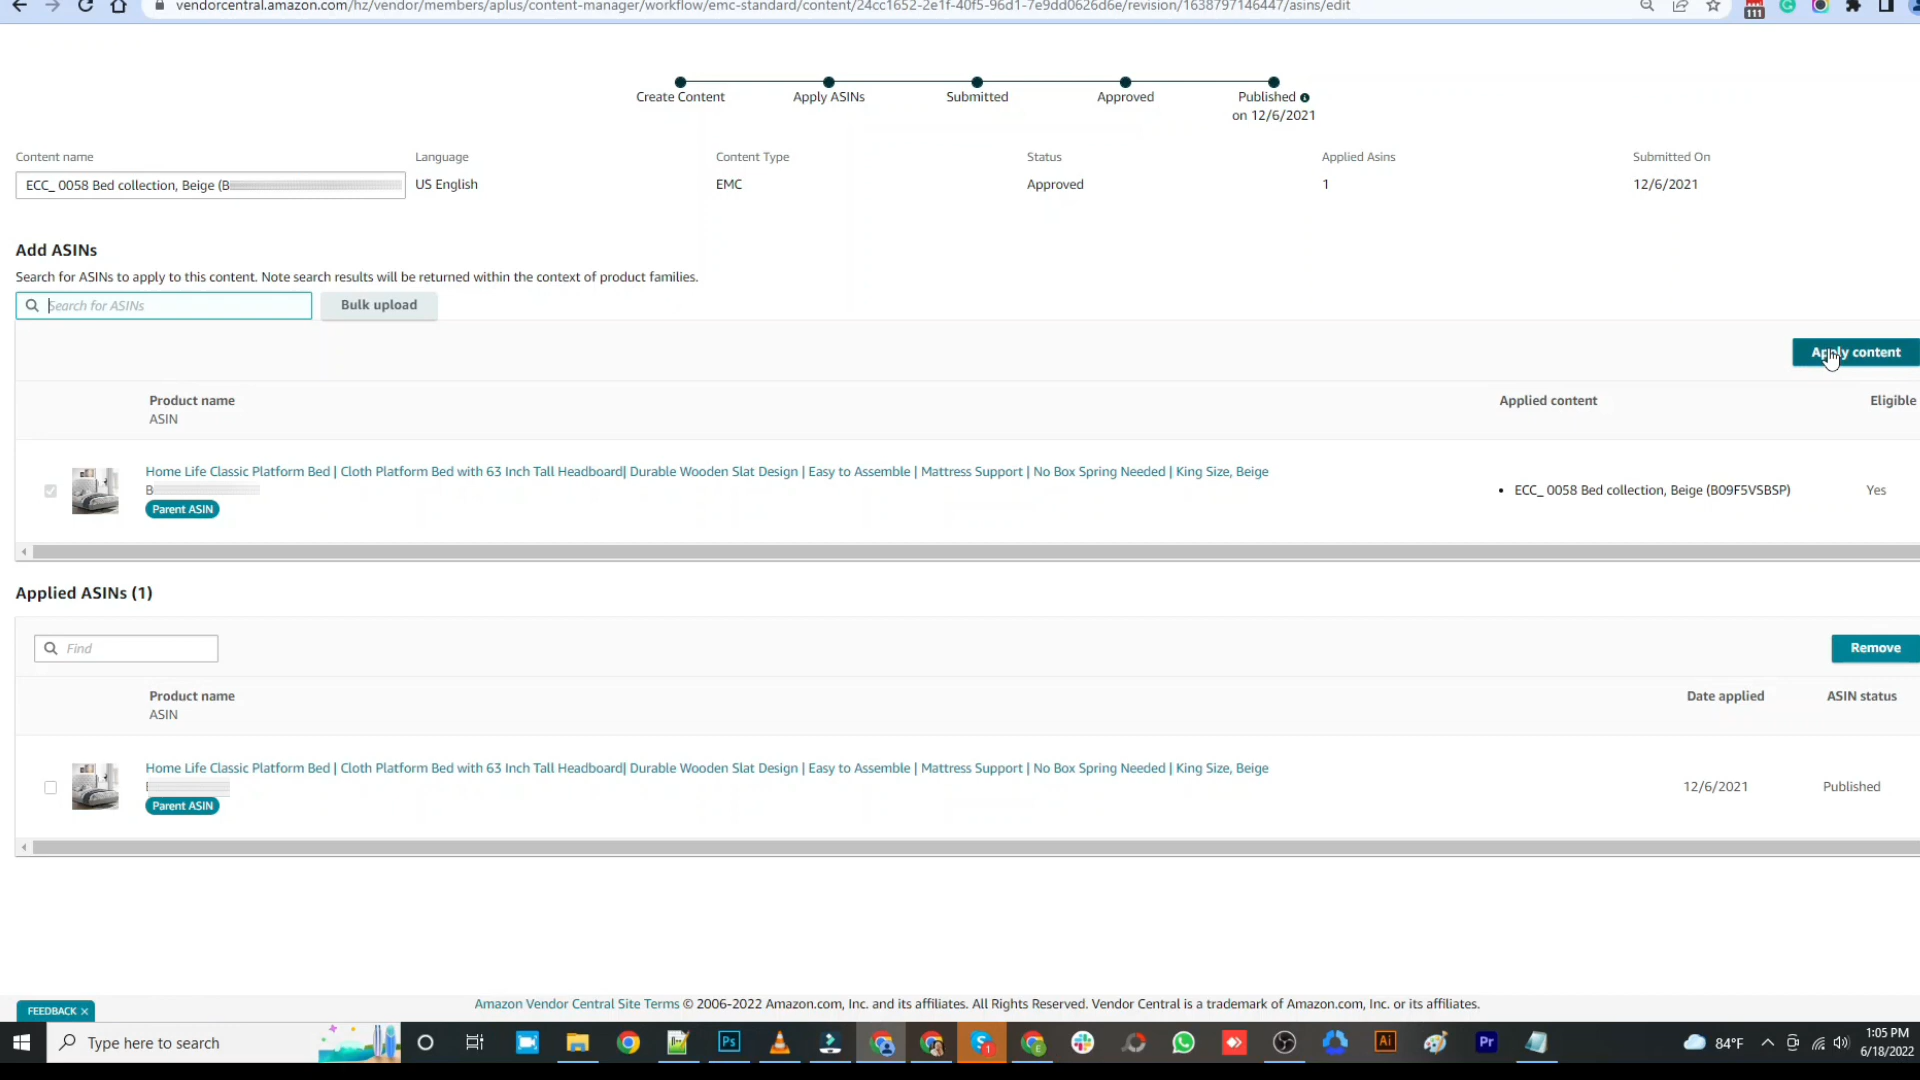 vendorcentral.amazon.com/hz/vendor/members/aplus/content-manager/workflow/emc-standard/content/24cc1652-2e1f-40f5-96d1-7e9dd0626d6e/revision/1638797146447/asins/edit
111
Create Content
Apply ASINs
Submitted
Approved
Published
on 12/6/2021
Content name
Language
Content Type
Status
Applied Asins
Submitted On
ECC_ 0058 Bed collection, Beige (B
US English
EMC
Approved
1
12/6/2021
Add ASINs
Search for ASINs to apply to this content. Note search results will be returned within the context of product families.
Search for ASINs
Bulk upload
Apply content
Product name
ASIN
Applied content
Eligible
Home Life Classic Platform Bed | Cloth Platform Bed with 63 Inch Tall Headboard| Durable Wooden Slat Design | Easy to Assemble | Mattress Support | No Box Spring Needed | King Size, Beige
B
Parent ASIN
• ECC_ 0058 Bed collection, Beige (B09F5VSBSP)
Yes
Applied ASINs (1)
Find
Remove
Product name
ASIN
Date applied
ASIN status
Home Life Classic Platform Bed | Cloth Platform Bed with 63 Inch Tall Headboard| Durable Wooden Slat Design | Easy to Assemble | Mattress Support | No Box Spring Needed | King Size, Beige
Parent ASIN
12/6/2021
Published
Amazon Vendor Central Site Terms © 2006-2022 Amazon.com, Inc. and its affiliates. All Rights Reserved. Vendor Central is a trademark of Amazon.com, Inc. or its affiliates.
FEEDBACK ×
Type here to search
Ps
1
Ai
Pr
84°F
1:05 PM
6/18/2022